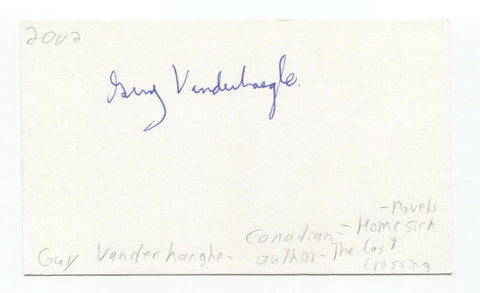 2002
Guy Vanderhaeghe
- Novels
Canadian - Homesick
Guy Vanderhaeghe - author - The Last
Crossing